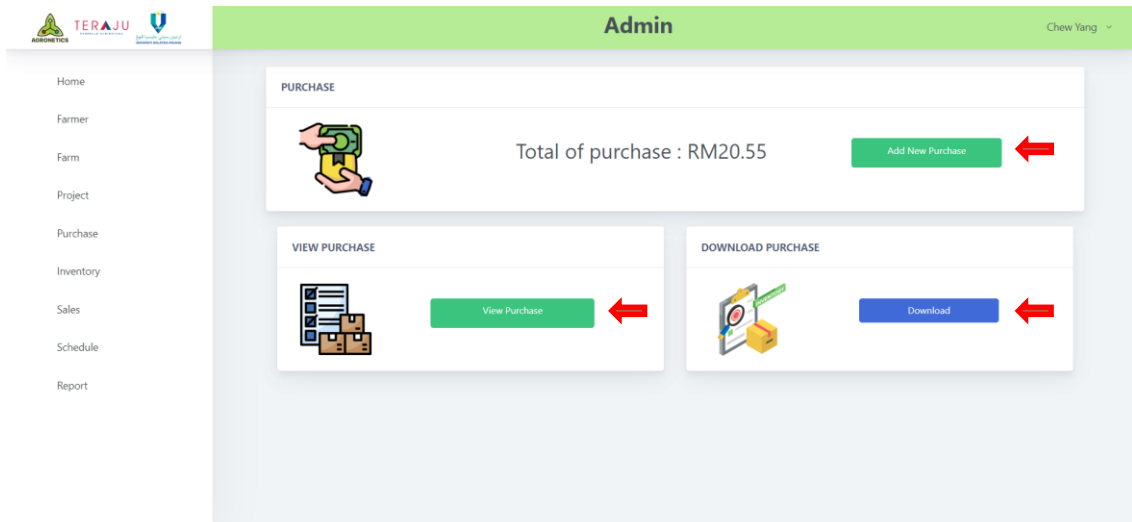 AGRONETICS
TERAJU
Admin
Chew Yang
Home
Farmer
Farm
Project
Purchase
Inventory
Sales
Schedule
Report
PURCHASE
Total of purchase : RM20.55
Add New Purchase
VIEW PURCHASE
View Purchase
DOWNLOAD PURCHASE
Download